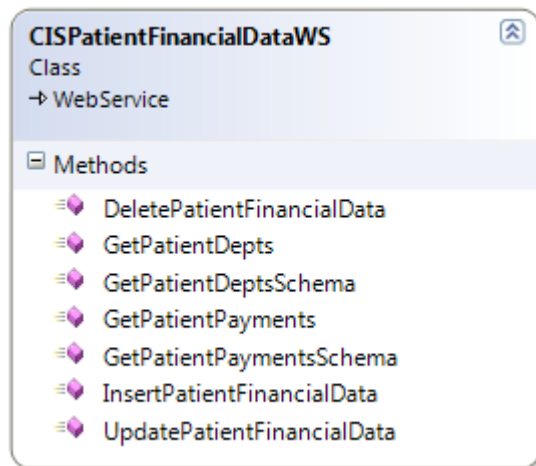 CISPatientFinancialDataWS
Class
WebService
Methods
DeletePatientFinancialData
GetPatientDepts
GetPatientDeptsSchema
GetPatientPayments
GetPatientPaymentsSchema
InsertPatientFinancialData
UpdatePatientFinancialData